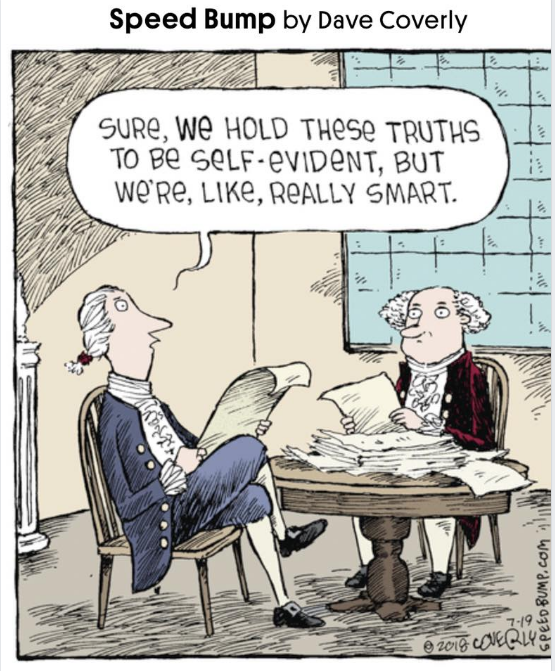 Speed Bump by Dave Coverly
SURE, We HOLD THeSe TRUTHS
TO Be SeLF-eVIDeNT, BUT
We'Re, LIKe, ReALLY SMART.
7-19
© 2018 COVERLY
SPEEDBUMP.COM